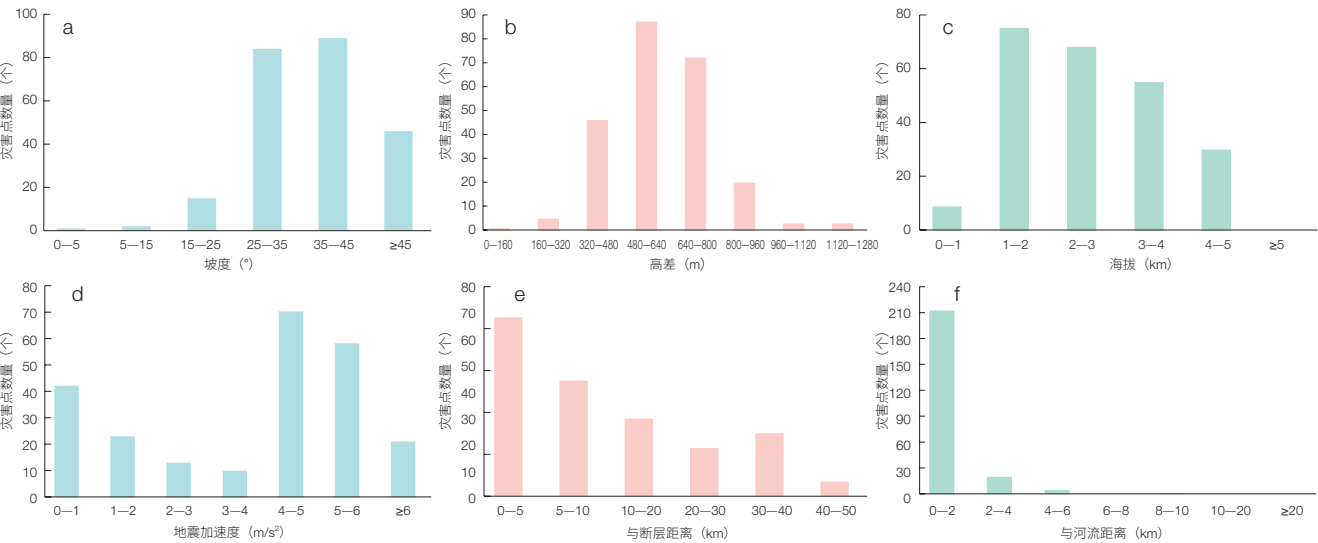 a
100
80
60
40
20
0
灾害点数量（个）
0—5 5—15 15—25 25—35 35—45 ≥45
坡度（°）
b
90
80
70
60
50
40
30
20
10
0
灾害点数量（个）
0—160 160—320 320—480 480—640 640—800 800—960 960—1120 1120—1280
高差（m）
c
80
60
40
20
0
灾害点数量（个）
0—1 1—2 2—3 3—4 4—5 ≥5
海拔（km）
d
80
70
60
50
40
30
20
10
0
灾害点数量（个）
0—1 1—2 2—3 3—4 4—5 5—6 ≥6
地震加速度（m/s²）
e
80
70
60
50
40
30
20
10
0
灾害点数量（个）
0—5 5—10 10—20 20—30 30—40 40—50
与断层距离（km）
f
240
210
180
150
120
90
60
30
0
灾害点数量（个）
0—2 2—4 4—6 6—8 8—10 10—20 ≥20
与河流距离（km）